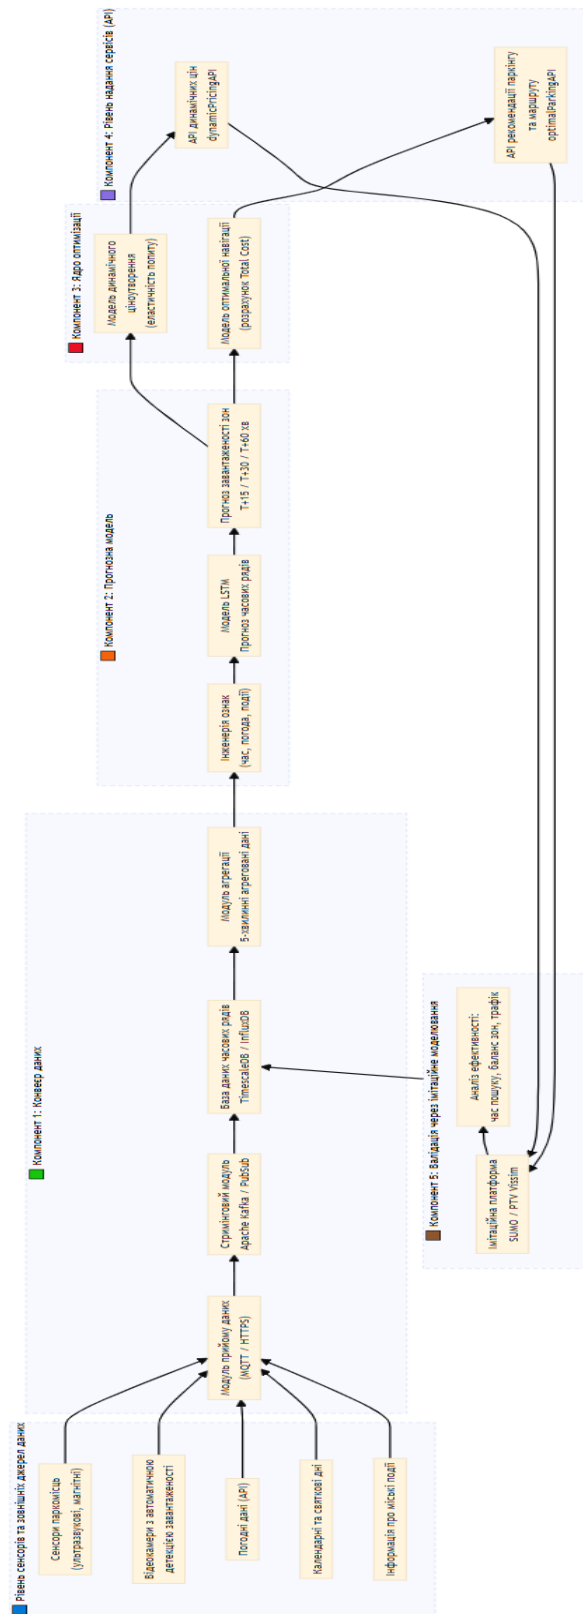 Рівень сенсорів та зовнішніх джерел даних
Сенсори паркомісць
(ультразвукові, магнітні)
Відеокамери з автоматичною
детекцією завантаженості
Погодні дані (API)
Календарні та святкові дні
Інформація про міські події
Компонент 1: Конвеєр даних
Модуль прийому даних
(MQTT / HTTPS)
Стримінговий модуль
Apache Kafka / PubSub
База даних часових рядів
TimescaleDB / InfluxDB
Модуль агрегації
5-хвилинні агреговані дані
Компонент 2: Прогнозна модель
Інженерія ознак
(час, погода, події)
Модель LSTM
Прогноз часових рядів
Прогноз завантаженості зон
T+15 / T+30 / T+60 хв
Компонент 3: Ядро оптимізації
Модель динамічного
ціноутворення
(еластичність попиту)
Модель оптимальної навігації
(розрахунок Total Cost)
Компонент 4: Рівень надання сервісів (API)
API динамічних цін
dynamicPricingAPI
API рекомендації паркінгу
та маршруту
optimalParkingAPI
Компонент 5: Валідація через імітаційне моделювання
Імітаційна платформа
SUMO / PTV Vissim
Аналіз ефективності:
час пошуку, баланс зон, трафік